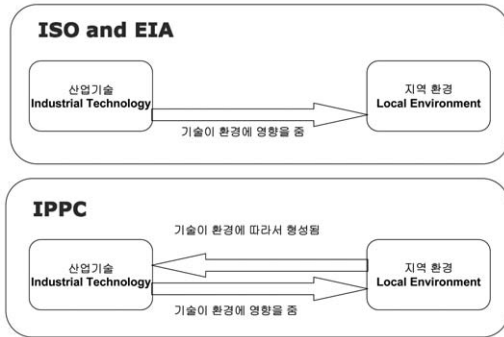 ISO and EIA
산업기술
Industrial Technology
지역 환경
Local Environment
기술이 환경에 영향을 줌
IPPC
기술이 환경에 따라서 형성됨
산업기술
Industrial Technology
지역 환경
Local Environment
기술이 환경에 영향을 줌